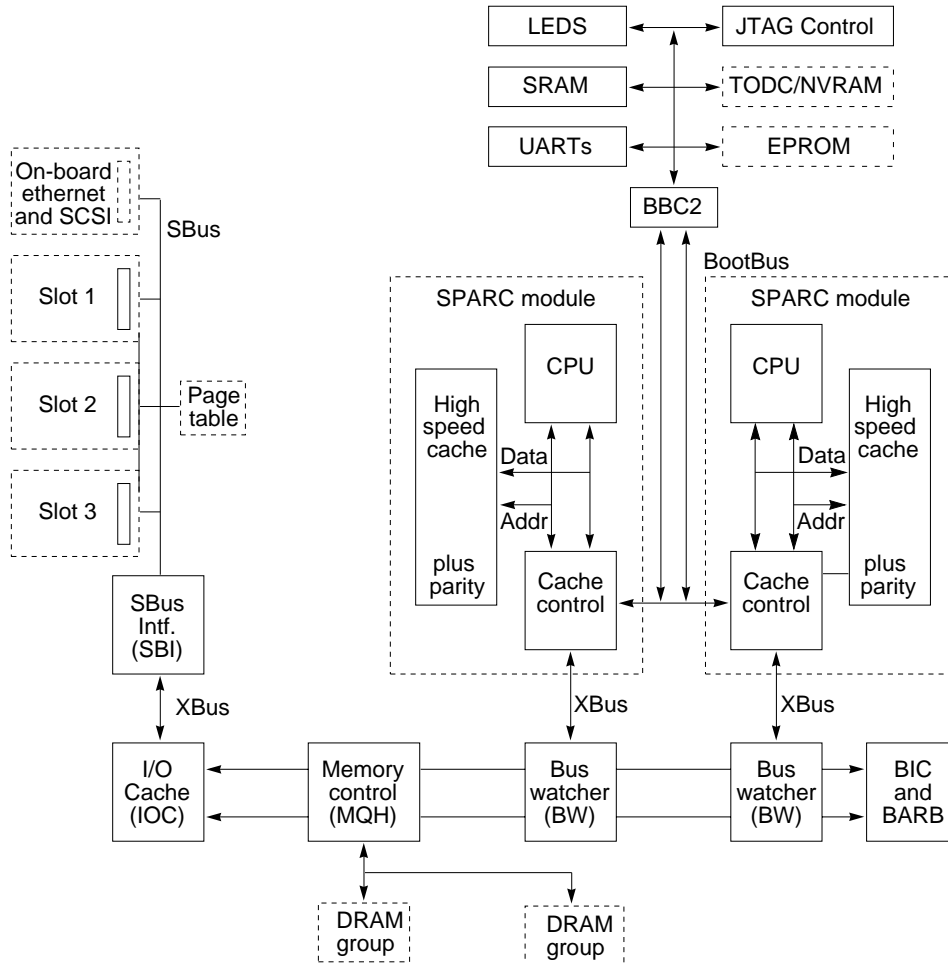 LEDS
JTAG Control
SRAM
TODC/NVRAM
UARTs
EPROM
On-board
ethernet
and SCSI
BBC2
SBus
BootBus
Slot 1
SPARC module
SPARC module
CPU
CPU
Slot 2
Page
table
High
speed
cache
High
speed
cache
Data
Data
Slot 3
Addr
Addr
plus
parity
plus
parity
Cache
control
Cache
control
SBus
Intf.
(SBI)
XBus
XBus
XBus
I/O
Cache
(IOC)
Memory
control
(MQH)
Bus
watcher
(BW)
Bus
watcher
(BW)
BIC
and
BARB
DRAM
group
DRAM
group